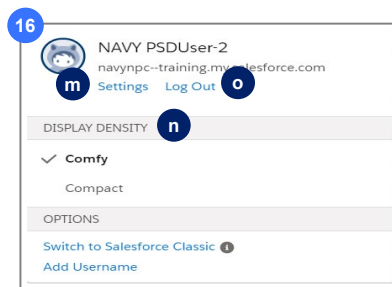 16
NAVY PSDUser-2
navynpc--training.my.salesforce.com
m Settings Log Out o
DISPLAY DENSITY n
Comfy
Compact
OPTIONS
Switch to Salesforce Classic i
Add Username